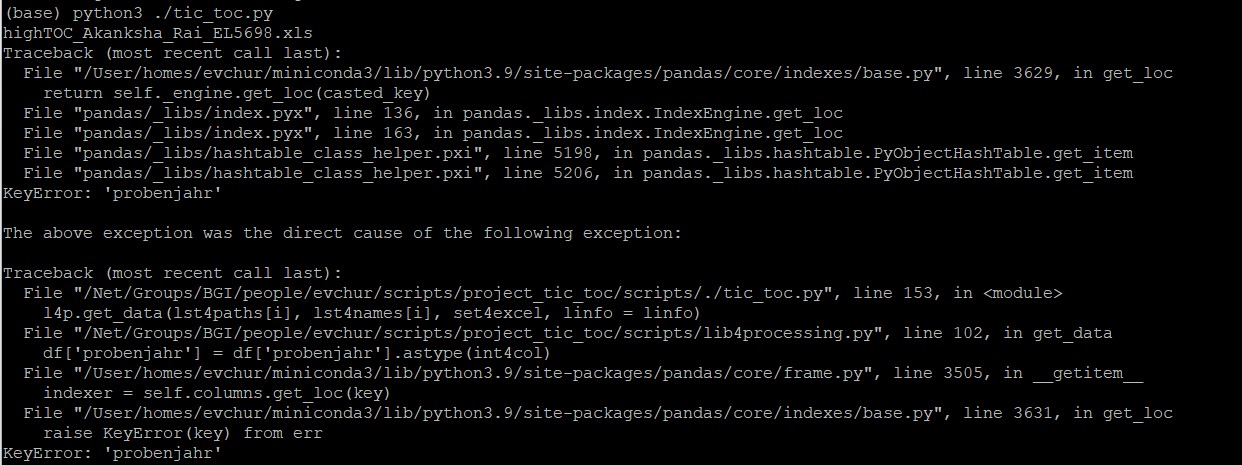 (base) python3 ./tic_toc.py
highTOC_Akanksha_Rai_EL5698.xls
Traceback (most recent call last):
  File "/User/homes/evchur/miniconda3/lib/python3.9/site-packages/pandas/core/indexes/base.py", line 3629, in get_loc
    return self._engine.get_loc(casted_key)
  File "pandas/_libs/index.pyx", line 136, in pandas._libs.index.IndexEngine.get_loc
  File "pandas/_libs/index.pyx", line 163, in pandas._libs.index.IndexEngine.get_loc
  File "pandas/_libs/hashtable_class_helper.pxi", line 5198, in pandas._libs.hashtable.PyObjectHashTable.get_item
  File "pandas/_libs/hashtable_class_helper.pxi", line 5206, in pandas._libs.hashtable.PyObjectHashTable.get_item
KeyError: 'probenjahr'

The above exception was the direct cause of the following exception:

Traceback (most recent call last):
  File "/Net/Groups/BGI/people/evchur/scripts/project_tic_toc/scripts/./tic_toc.py", line 153, in <module>
    l4p.get_data(lst4paths[i], lst4names[i], set4excel, linfo = linfo)
  File "/Net/Groups/BGI/people/evchur/scripts/project_tic_toc/scripts/lib4processing.py", line 102, in get_data
    df['probenjahr'] = df['probenjahr'].astype(int4col)
  File "/User/homes/evchur/miniconda3/lib/python3.9/site-packages/pandas/core/frame.py", line 3505, in __getitem__
    indexer = self.columns.get_loc(key)
  File "/User/homes/evchur/miniconda3/lib/python3.9/site-packages/pandas/core/indexes/base.py", line 3631, in get_loc
    raise KeyError(key) from err
KeyError: 'probenjahr'